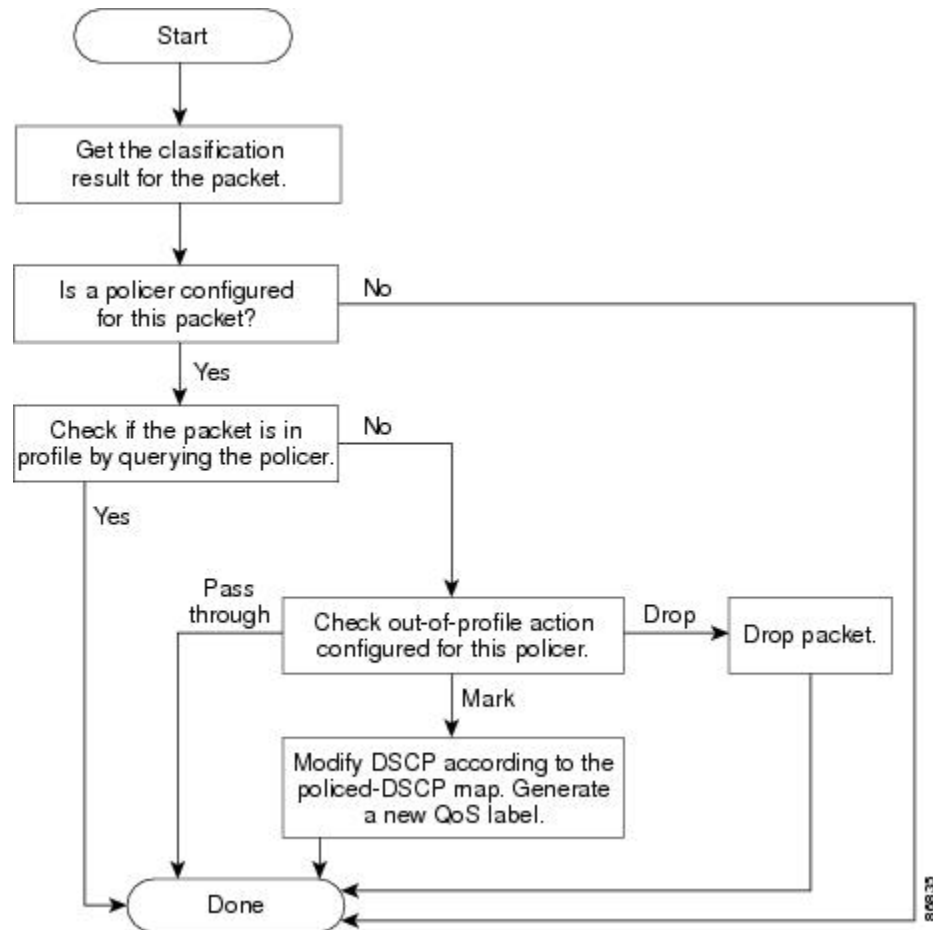 Start
Get the clasification
result for the packet.
Is a policer configured
for this packet?
No
Yes
Check if the packet is in
profile by querying the policer.
No
Yes
Pass
through
Check out-of-profile action
configured for this policer.
Drop
Drop packet.
Mark
Modify DSCP according to the
policed-DSCP map. Generate
a new QoS label.
Done
86835